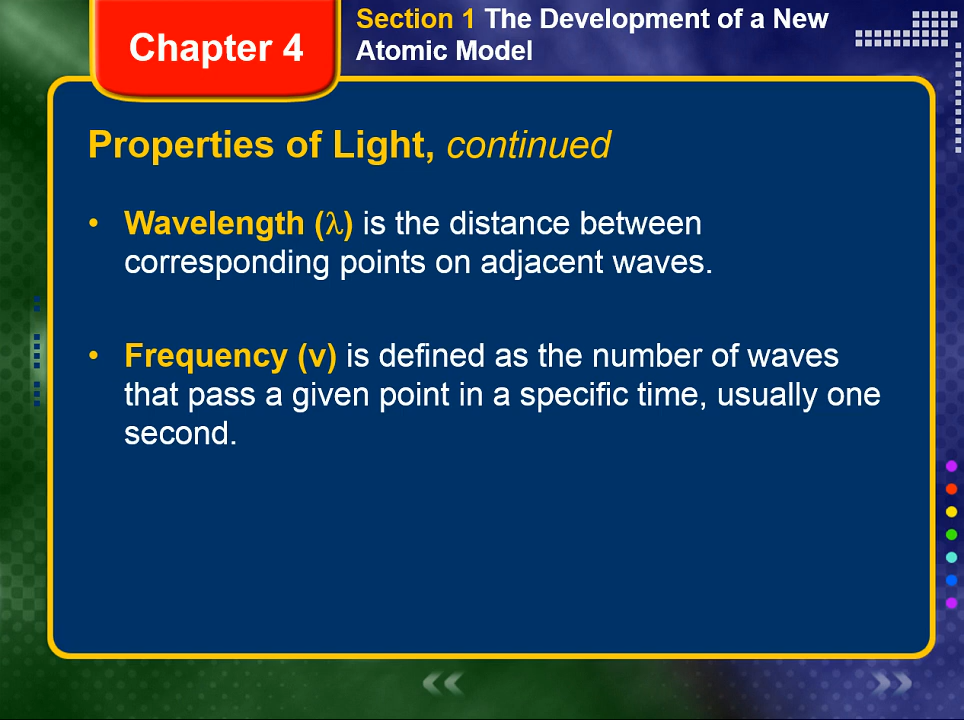 Chapter 4
Section 1 The Development of a New
Atomic Model
Properties of Light, continued
• Wavelength (λ) is the distance between
corresponding points on adjacent waves.
• Frequency (v) is defined as the number of waves
that pass a given point in a specific time, usually one
second.